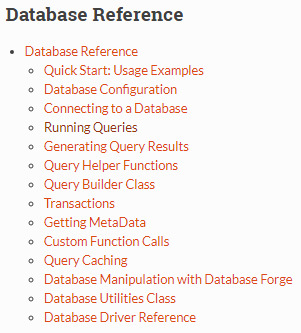 Database Reference
Database Reference
Quick Start: Usage Examples
Database Configuration
Connecting to a Database
Running Queries
Generating Query Results
Query Helper Functions
Query Builder Class
Transactions
Getting MetaData
Custom Function Calls
Query Caching
Database Manipulation with Database Forge
Database Utilities Class
Database Driver Reference